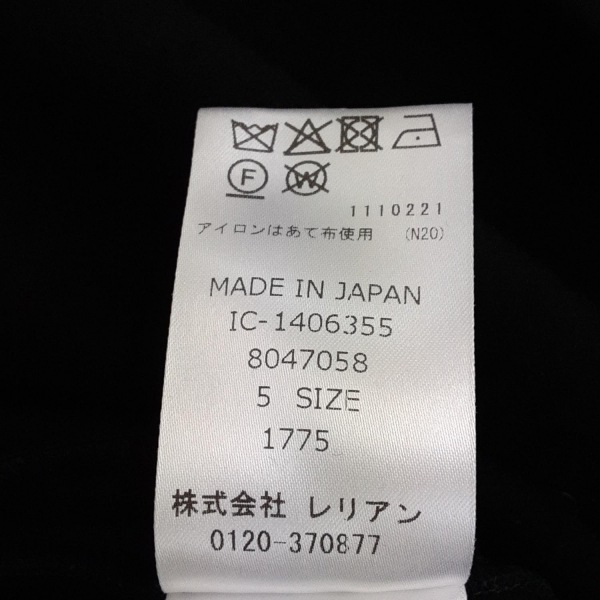 F W
1110221
アイロンはあて布使用 (N20)
MADE IN JAPAN
IC-1406355
8047058
5 SIZE
1775
株式会社 レリアン
0120-370877